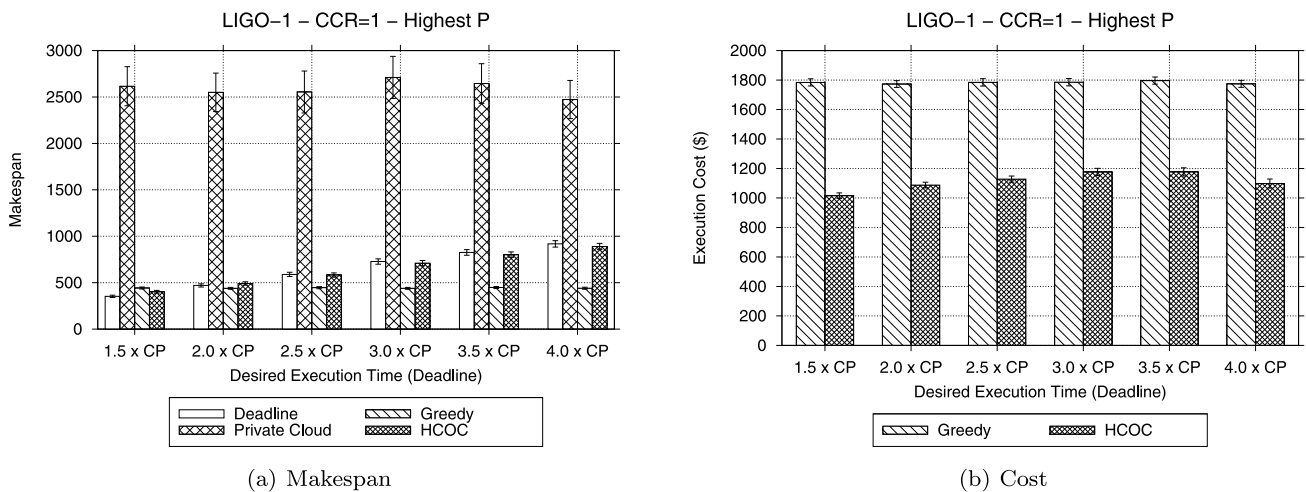 LIGO−1 − CCR=1 − Highest P
Makespan
3000
2500
2000
1500
1000
500
0
1.5 x CP 2.0 x CP 2.5 x CP 3.0 x CP 3.5 x CP 4.0 x CP
Desired Execution Time (Deadline)
Deadline Greedy
Private Cloud HCOC
(a) Makespan
LIGO−1 − CCR=1 − Highest P
Execution Cost ($)
2000
1800
1600
1400
1200
1000
800
600
400
200
0
1.5 x CP 2.0 x CP 2.5 x CP 3.0 x CP 3.5 x CP 4.0 x CP
Desired Execution Time (Deadline)
Greedy HCOC
(b) Cost